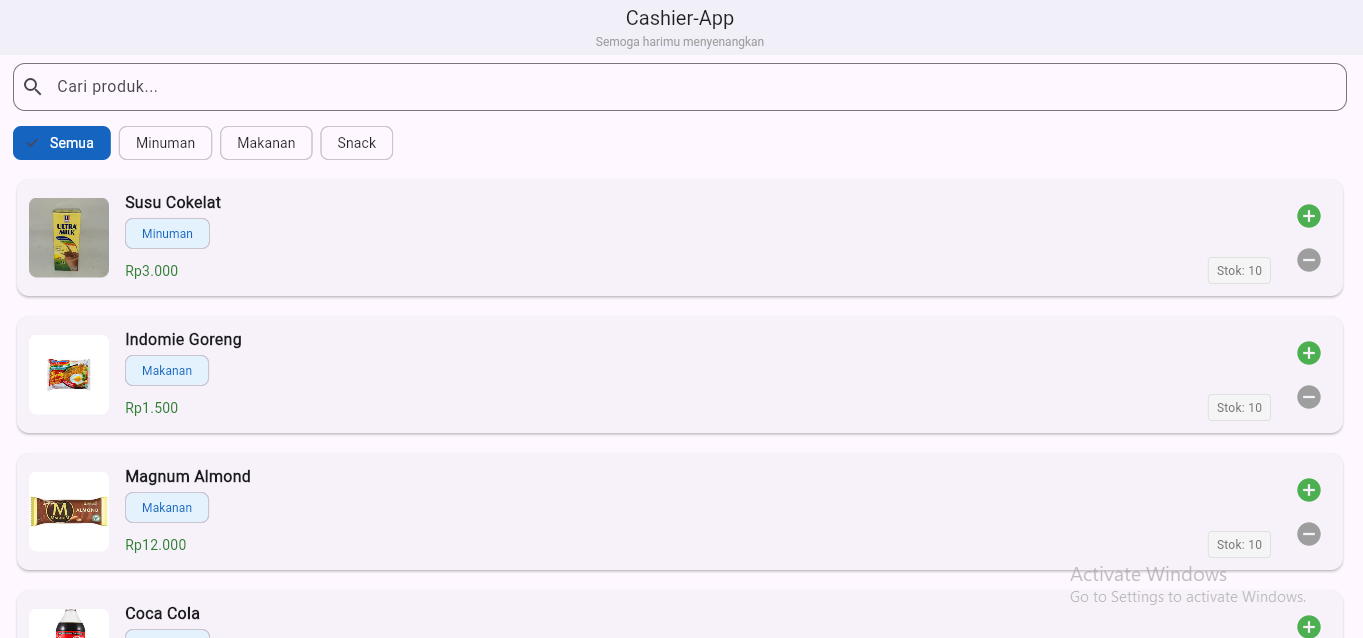 Cashier-App
Semoga harimu menyenangkan
Cari produk...
Semua
Minuman
Makanan
Snack
Susu Cokelat
ULTRA
MILK
Minuman
Rp3.000
Stok: 10
Indomie Goreng
Makanan
Rp1.500
Stok: 10
Magnum Almond
M
ALMOND
Makanan
Rp12.000
Stok: 10
Activate Windows
Go to Settings to activate Windows.
Coca Cola